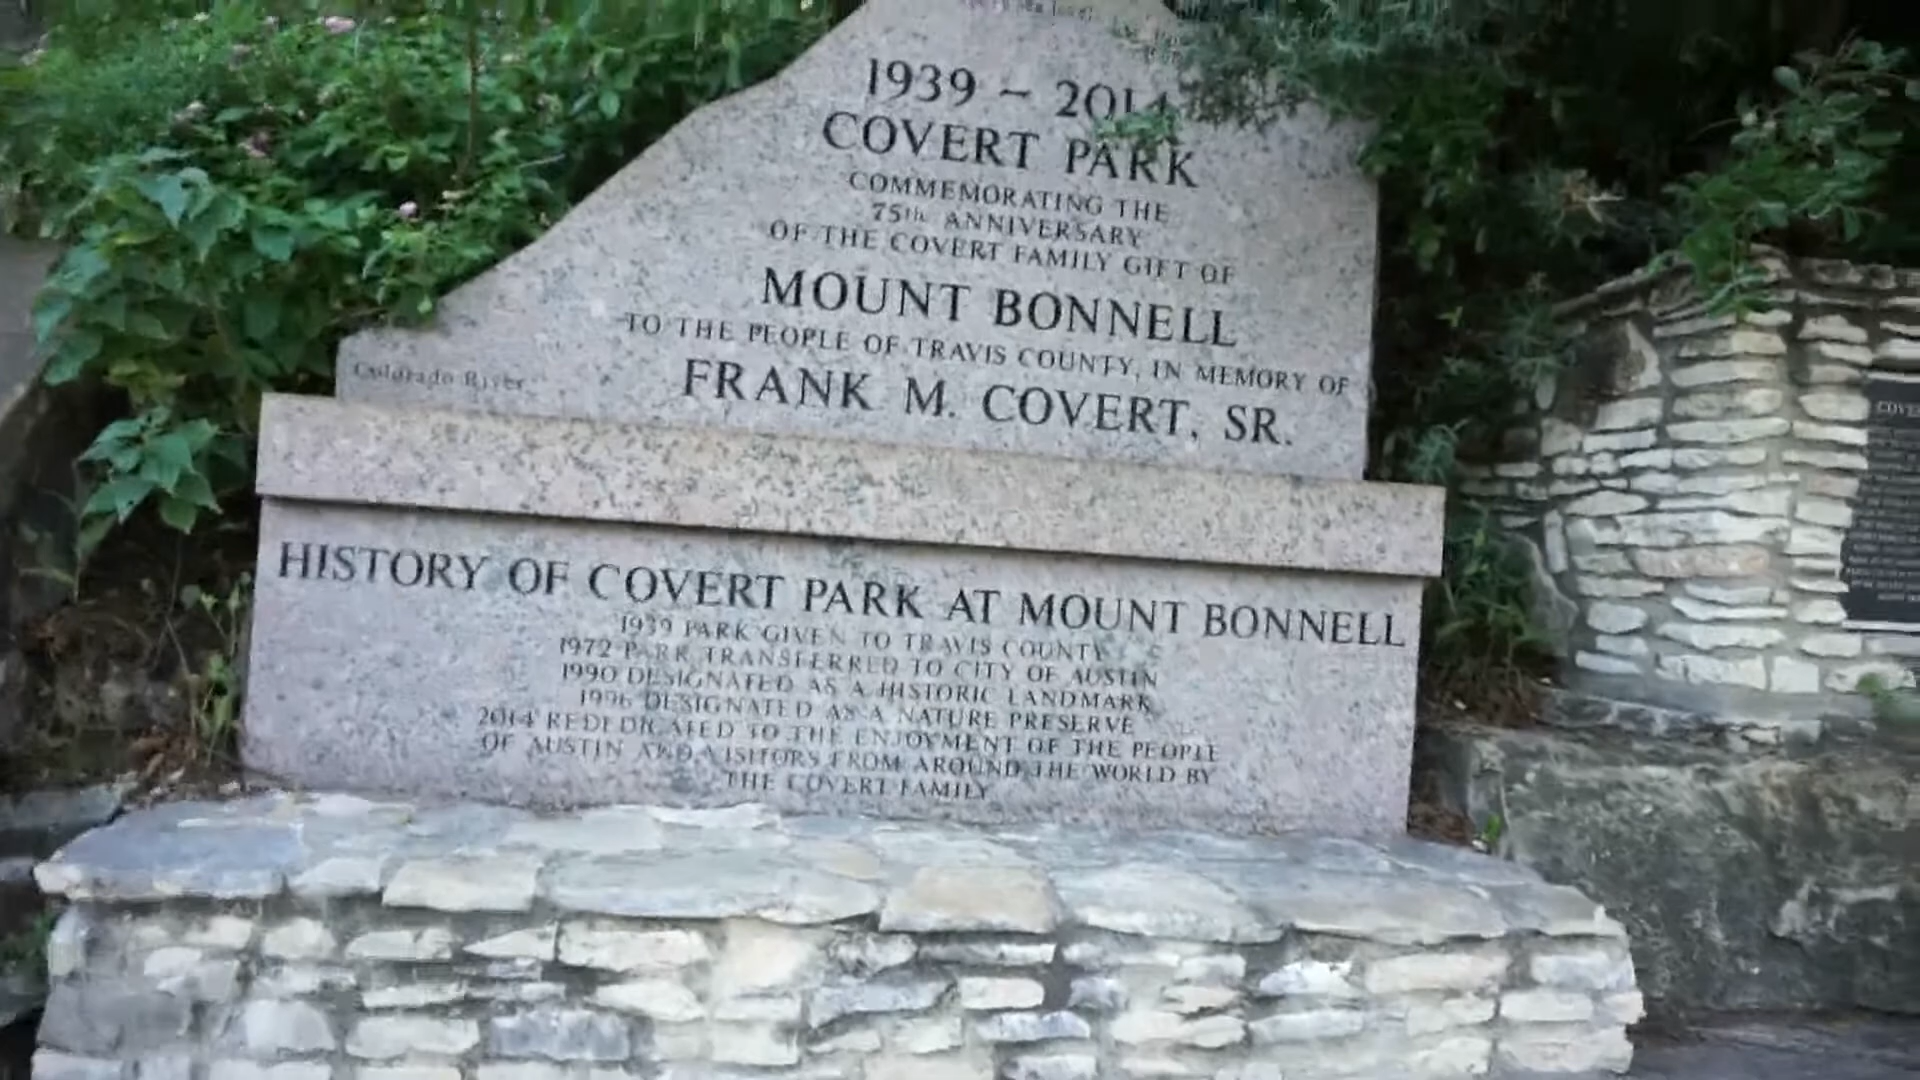 1939 ~ 2014
COVERT PARK
COMMEMORATING THE
75th ANNIVERSARY
OF THE COVERT FAMILY GIFT OF
MOUNT BONNELL
TO THE PEOPLE OF TRAVIS COUNTY, IN MEMORY OF
FRANK M. COVERT, SR.
Colorado River
HISTORY OF COVERT PARK AT MOUNT BONNELL
1939 PARK GIVEN TO TRAVIS COUNTY
1972 PARK TRANSFERRED TO CITY OF AUSTIN
1990 DESIGNATED AS A HISTORIC LANDMARK
1996 DESIGNATED AS A NATURE PRESERVE
2014 REDEDICATED TO THE ENJOYMENT OF THE PEOPLE
OF AUSTIN AND VISITORS FROM AROUND THE WORLD BY
THE COVERT FAMILY